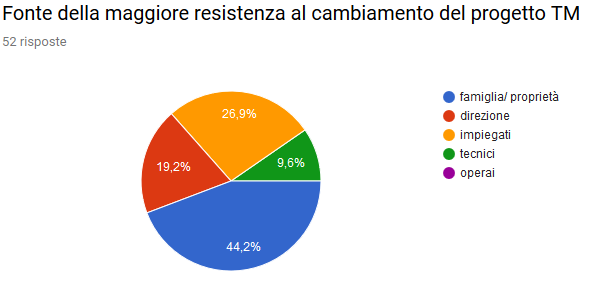 Fonte della maggiore resistenza al cambiamento del progetto TM
52 risposte
26,9%
19,2%
9,6%
44,2%
famiglia/ proprietà
direzione
impiegati
tecnici
operai